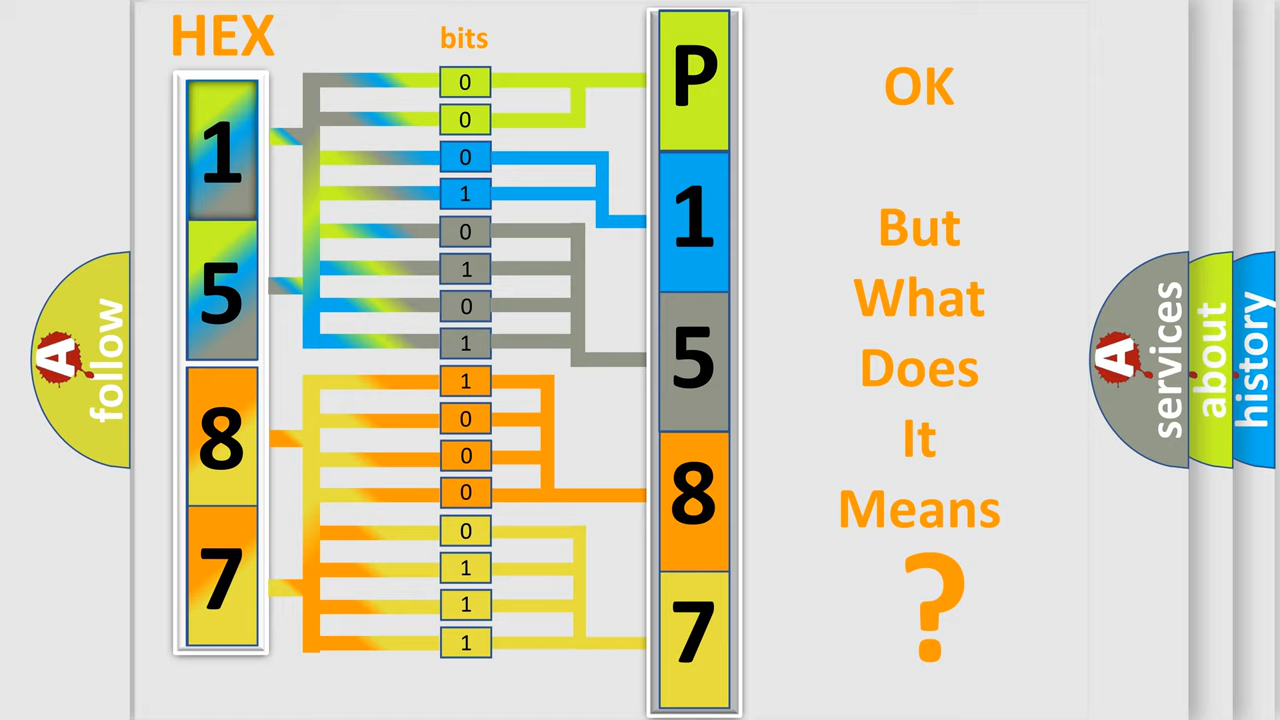 HEX
bits
1
5
8
7
0
0
0
1
0
1
0
1
1
0
0
0
0
1
1
1
P
1
5
8
7
OK
But
What
Does
It
Means
?
A
follow
A
services
about
history